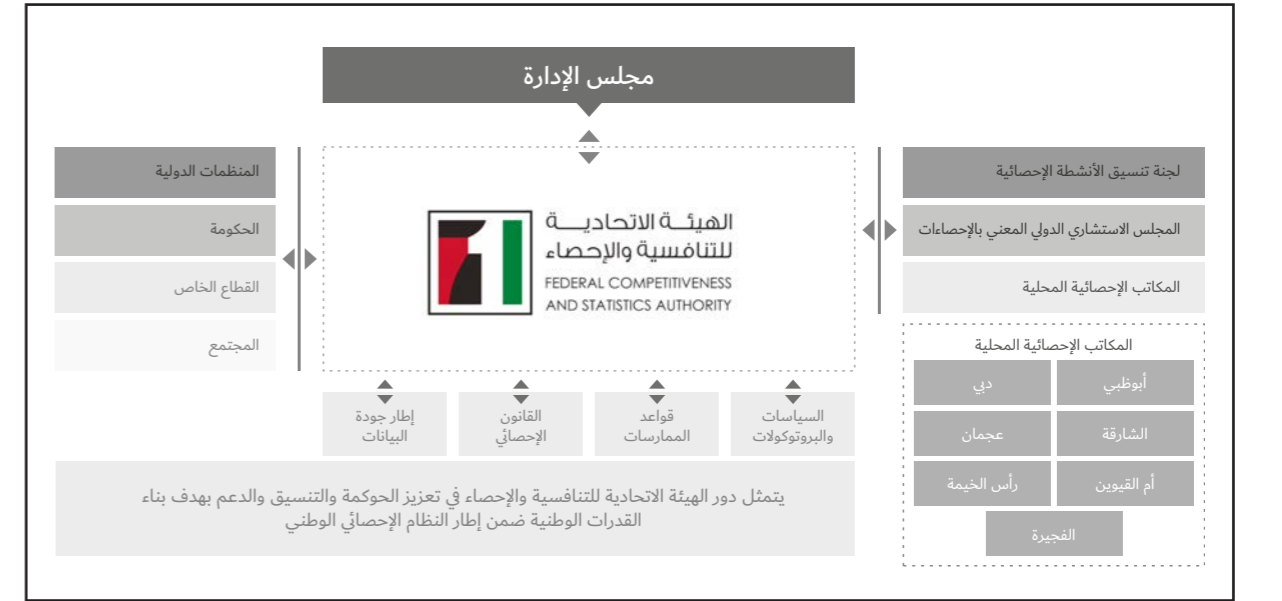 مجلس الإدارة
لجنة تنسيق الأنشطة الإحصائية
المجلس الاستشاري الدولي المعني بالإحصاءات
المكاتب الإحصائية المحلية
المكاتب الإحصائية المحلية
أبوظبي
دبي
الشارقة
عجمان
أم القيوين
رأس الخيمة
الفجيرة
الهيئــة الاتحاديــــة
للتنافسية والإحصاء
FEDERAL COMPETITIVENESS
AND STATISTICS AUTHORITY
المنظمات الدولية
الحكومة
القطاع الخاص
المجتمع
السياسات
والبروتوكولات
قواعد
الممارسات
القانون
الإحصائي
إطار جودة
البيانات
يتمثل دور الهيئة الاتحادية للتنافسية والإحصاء في تعزيز الحوكمة والتنسيق والدعم بهدف بناء
القدرات الوطنية ضمن إطار النظام الإحصائي الوطني